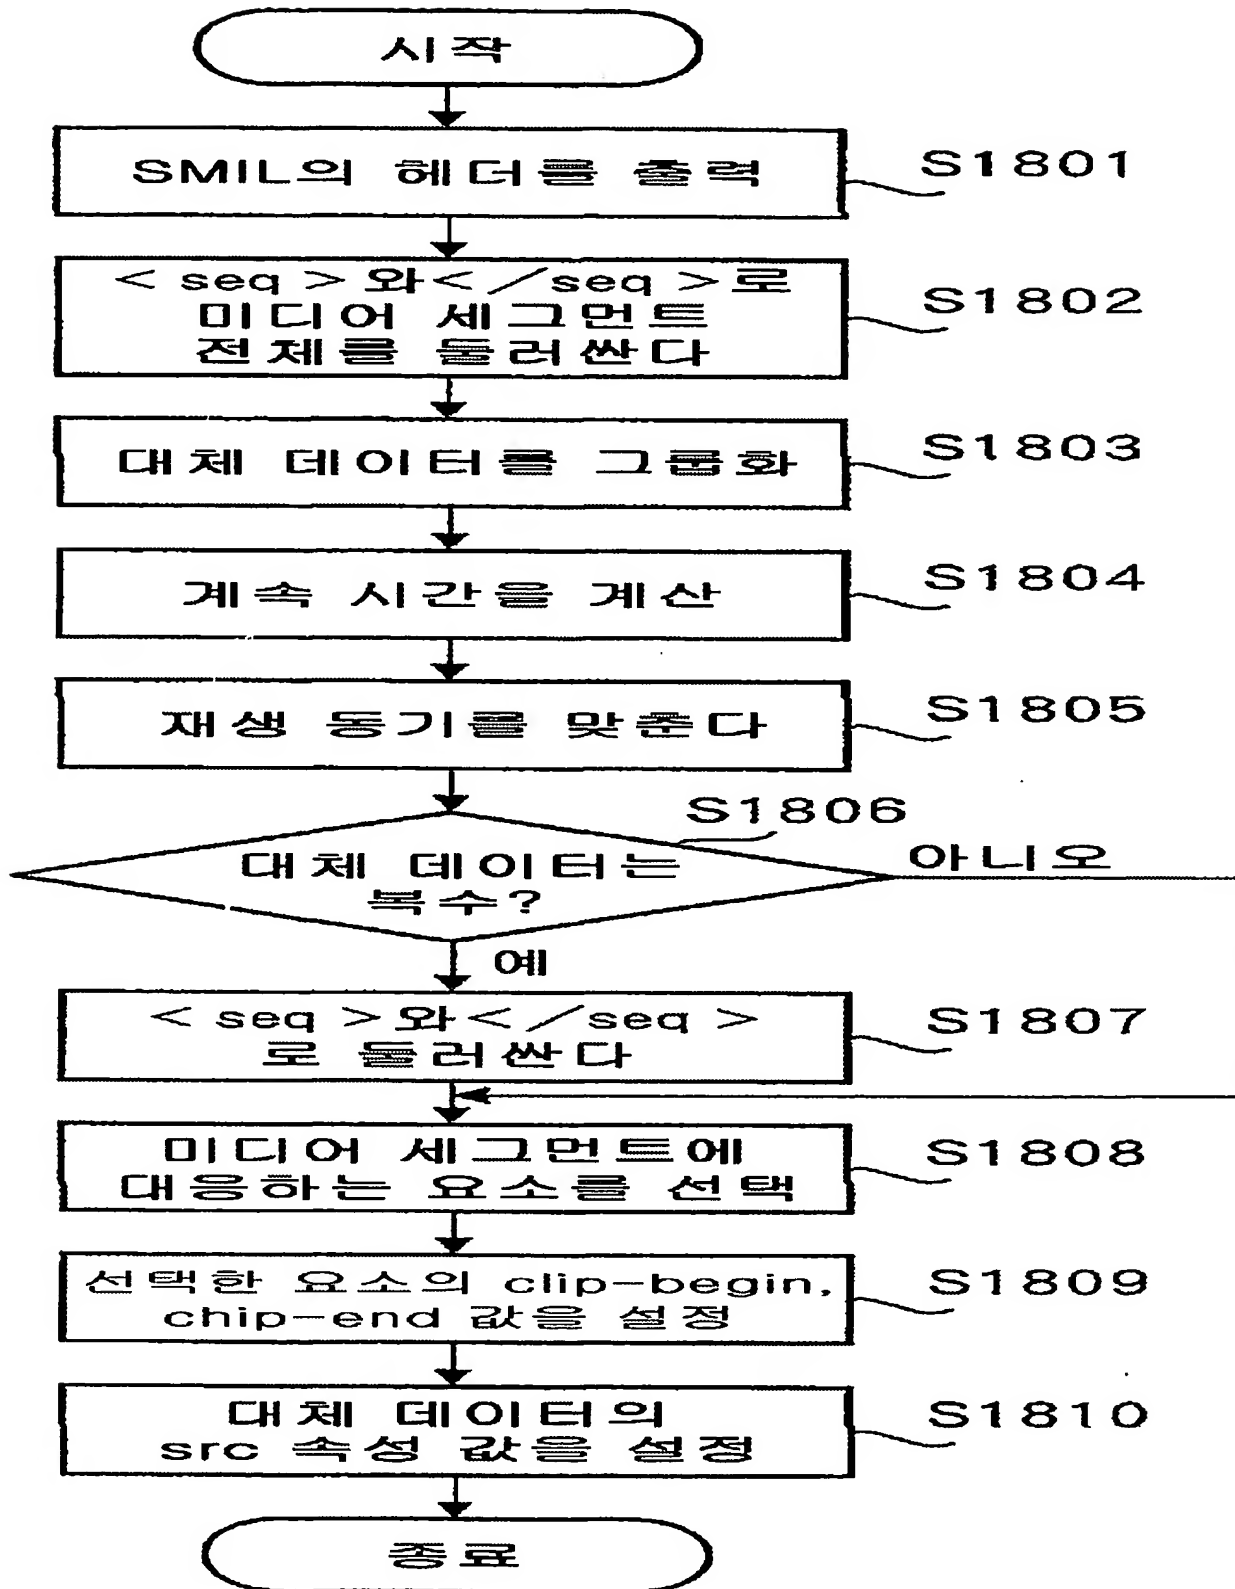 시작
SMIL의 헤더를 출력
S1801
< seq >와</seq >로
미디어 세그먼트
전체를 둘러싼다
S1802
대체 데이터를 그룹화
S1803
계속 시간을 계산
S1804
재생 동기를 맞춘다
S1805
S1806
대체 데이터는
복수?
아니오
예
< seq >와</seq >
로 둘러싼다
S1807
미디어 세그먼트에
대응하는 요소를 선택
S1808
선택한 요소의 clip-begin,
chip-end 값을 설정
S1809
대체 데이터의
src 속성 값을 설정
S1810
종료